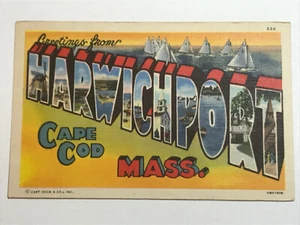 Greetings from
HARWICHPORT
CAPE
COD
MASS.